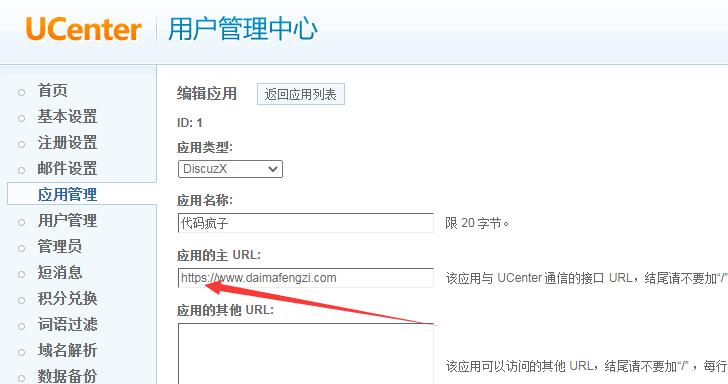 UCenter 用户管理中心
首页
基本设置
注册设置
邮件设置
应用管理
用户管理
管理员
短消息
积分兑换
词语过滤
域名解析
数据备份
编辑应用 返回应用列表
ID: 1
应用类型:
DiscuzX
应用名称:
代码疯子 限 20 字节。
应用的主 URL:
https://www.daimafengzi.com 该应用与 UCenter 通信的接口 URL，结尾请不要加“/”
应用的其他 URL:
该应用可以访问的其他 URL，结尾请不要加“/” ，每行